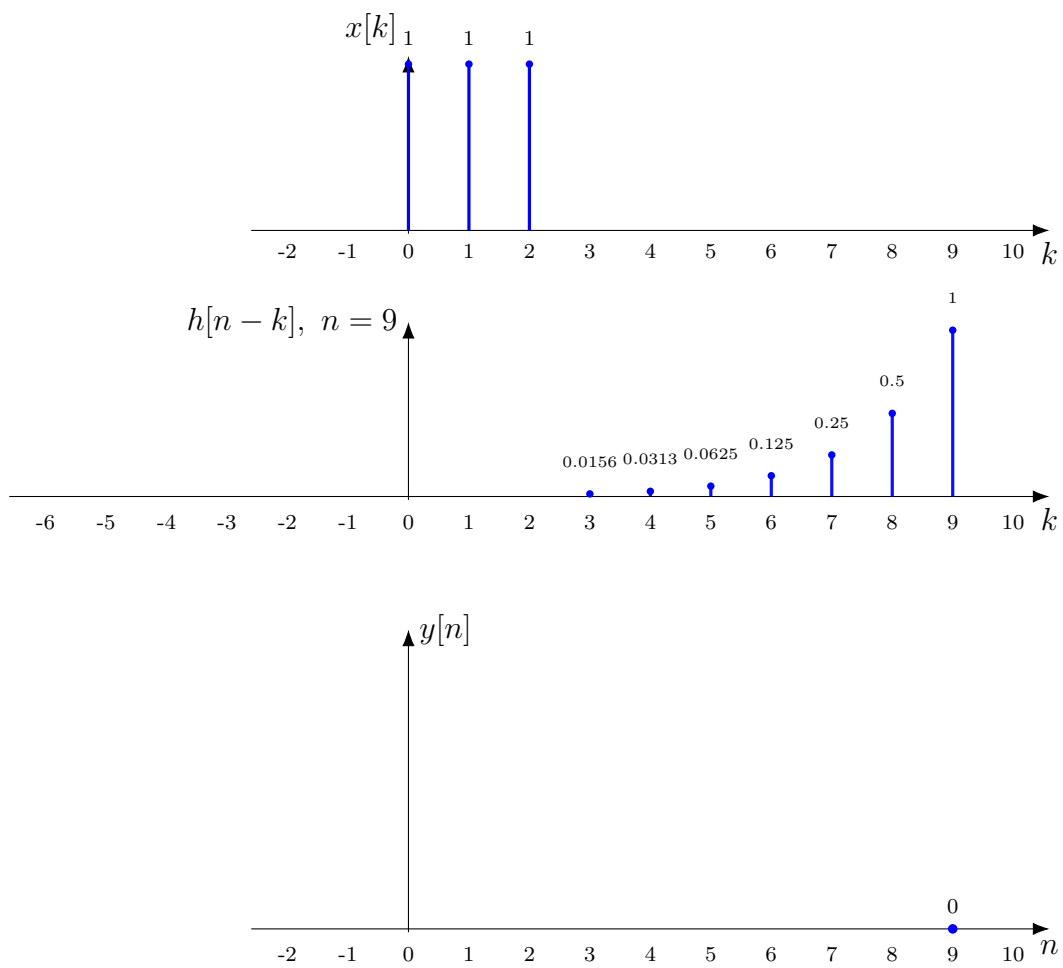 x[k]
1 1 1
-2 -1 0 1 2 3 4 5 6 7 8 9 10
k
h[n − k], n = 9
0.0156 0.0313 0.0625 0.125 0.25 0.5 1
-6 -5 -4 -3 -2 -1 0 1 2 3 4 5 6 7 8 9 10
k
y[n]
0
-2 -1 0 1 2 3 4 5 6 7 8 9 10
n